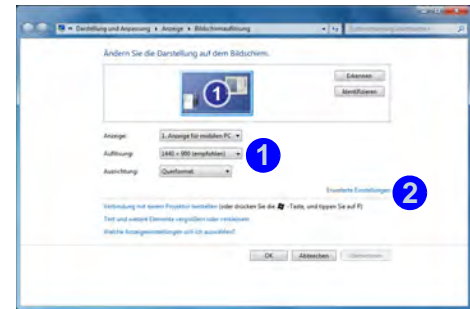 Darstellung und Anpassung ▸ Anzeige ▸ Bildschirmauflösung
Ändern Sie die Darstellung auf dem Bildschirm.
1
Erkennen
Identifizieren
Anzeige: 1. Anzeige für mobilen PC
Auflösung: 1440 × 900 (empfohlen)
1
Ausrichtung: Querformat
Erweiterte Einstellungen
2
Verbindung mit einem Projektor herstellen (oder drücken Sie die -Taste, und tippen Sie auf P)
Text und weitere Elemente vergrößern oder verkleinern
Welche Anzeigeeinstellungen soll ich auswählen?
OK Abbrechen Übernehmen